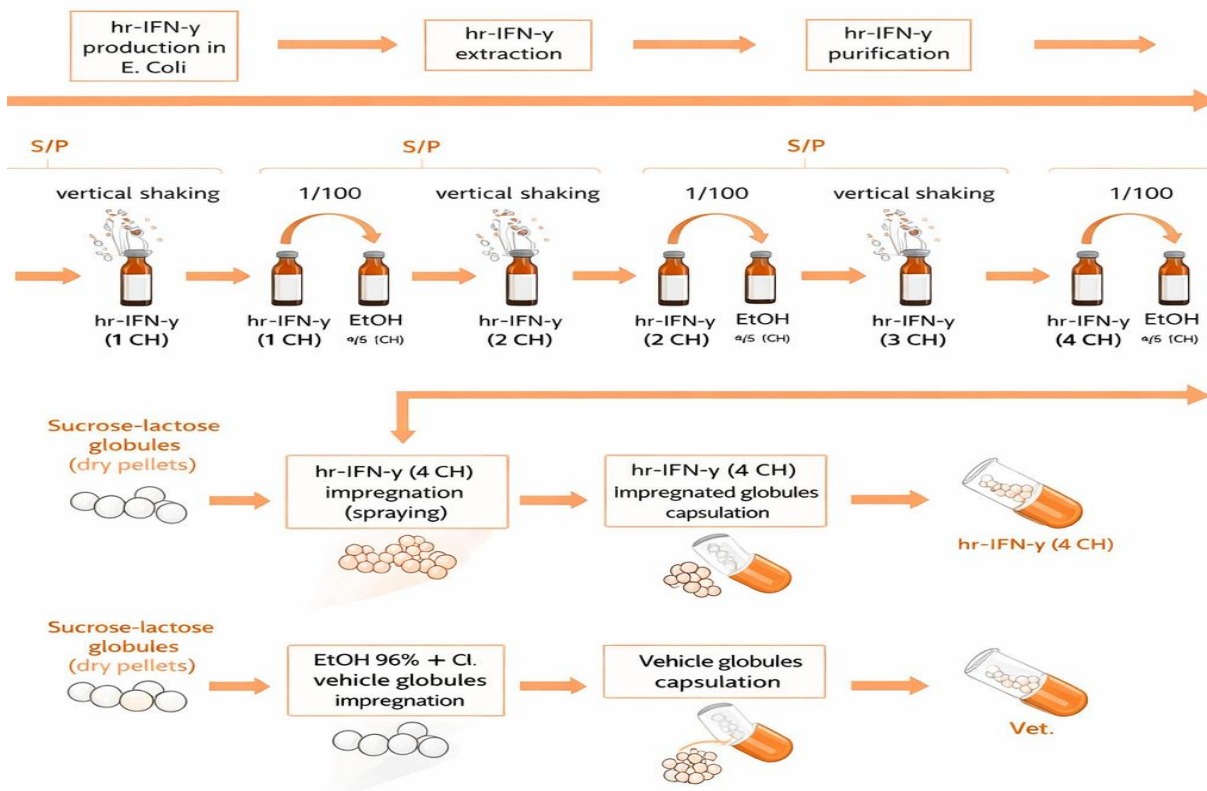 hr-IFN-y
production in
E. Coli
hr-IFN-y
extraction
hr-IFN-y
purification
S/P
S/P
S/P
vertical shaking
1/100
vertical shaking
1/100
vertical shaking
1/100
hr-IFN-y
(1 CH)
hr-IFN-y
(1 CH)
EtOH
hr-IFN-y
(2 CH)
hr-IFN-y
(2 CH)
EtOH
hr-IFN-y
(3 CH)
hr-IFN-y
(4 CH)
EtOH
Sucrose-lactose
globules
(dry pellets)
hr-IFN-y (4 CH)
impregnation
(spraying)
hr-IFN-y (4 CH)
Impregnated globules
capsulation
hr-IFN-y (4 CH)
Sucrose-lactose
globules
(dry pellets)
EtOH 96% + Cl.
vehicle globules
impregnation
Vehicle globules
capsulation
Vet.